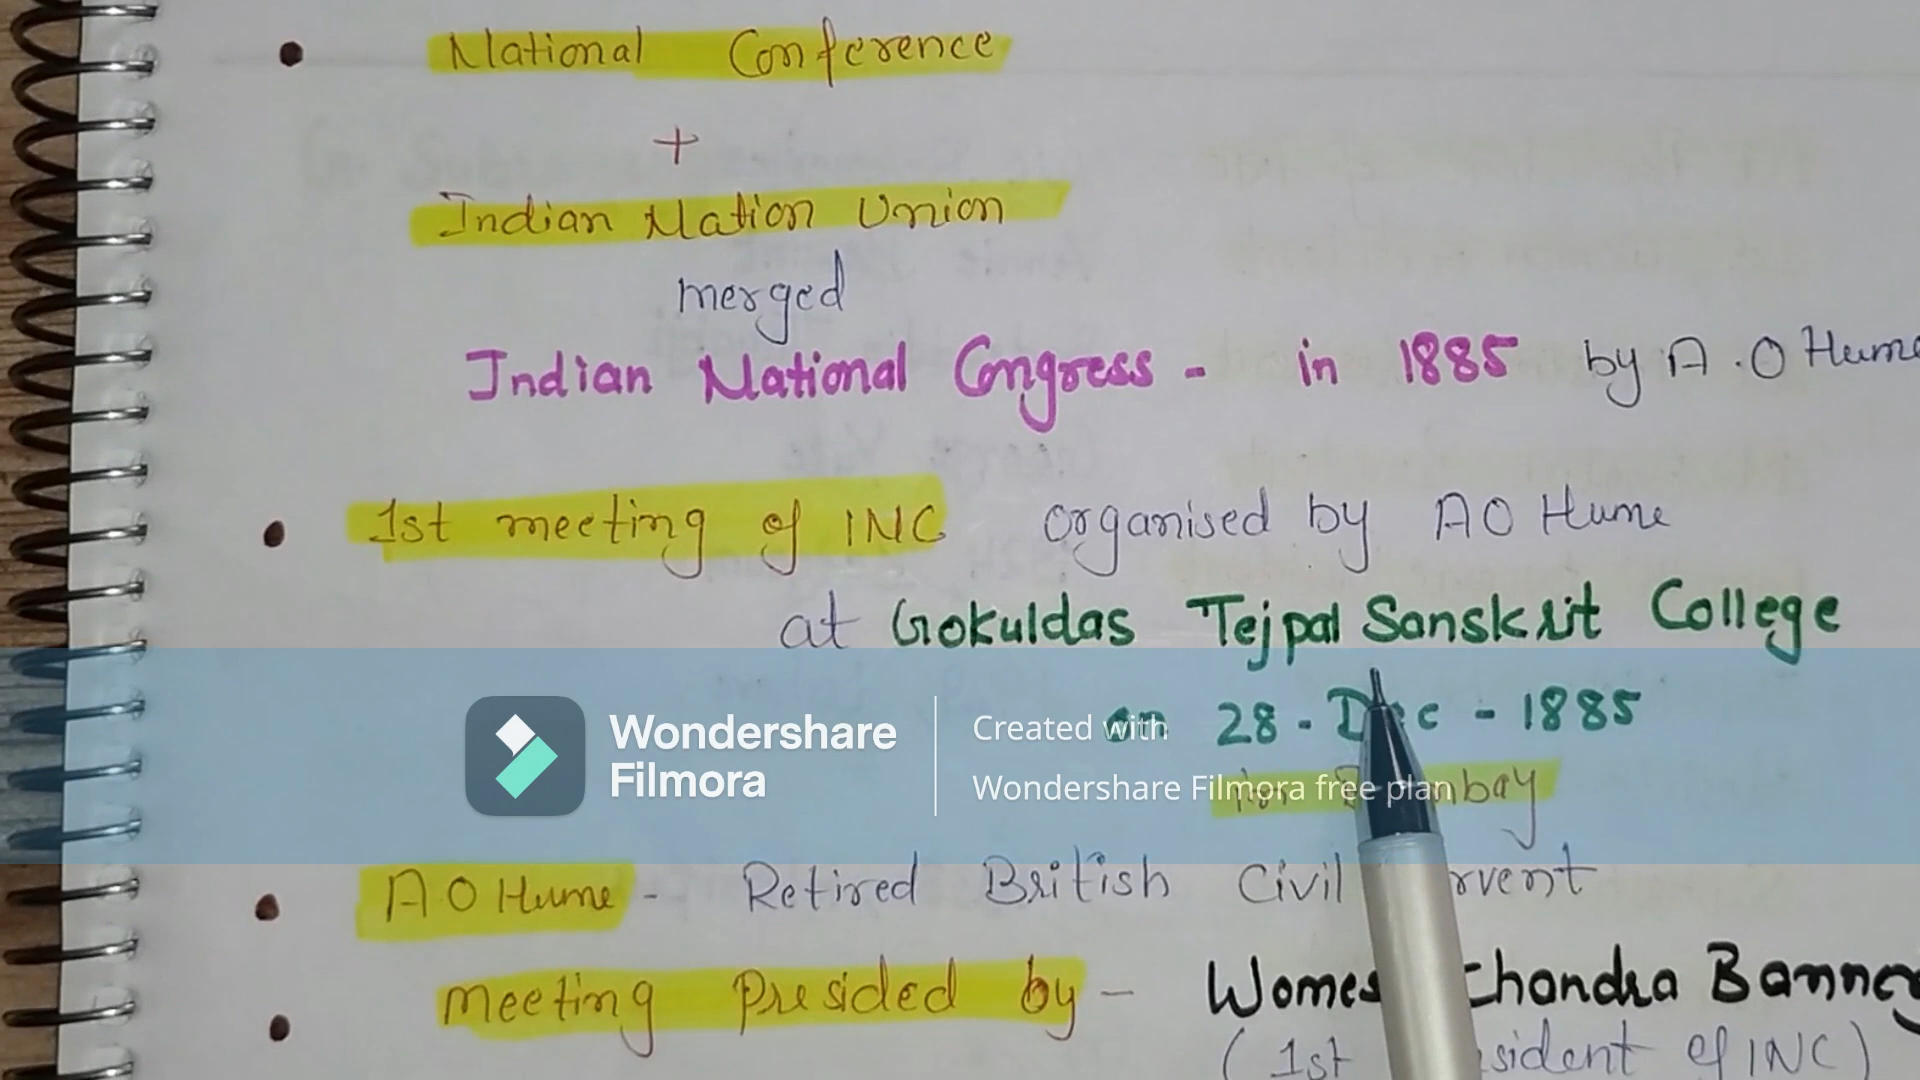 National Conference
+
Indian Nation Union
merged
Indian National Congress - in 1885 by A.O Hume
1st meeting of INC organised by AO Hume
at Gokuldas Tejpal Sanskrit College
on 28 - Dec - 1885
Wondershare Filmora
Created with
Wondershare Filmora free plan
AO Hume - Retired British Civil
meeting Presided by - Chandra
(1st of INC)